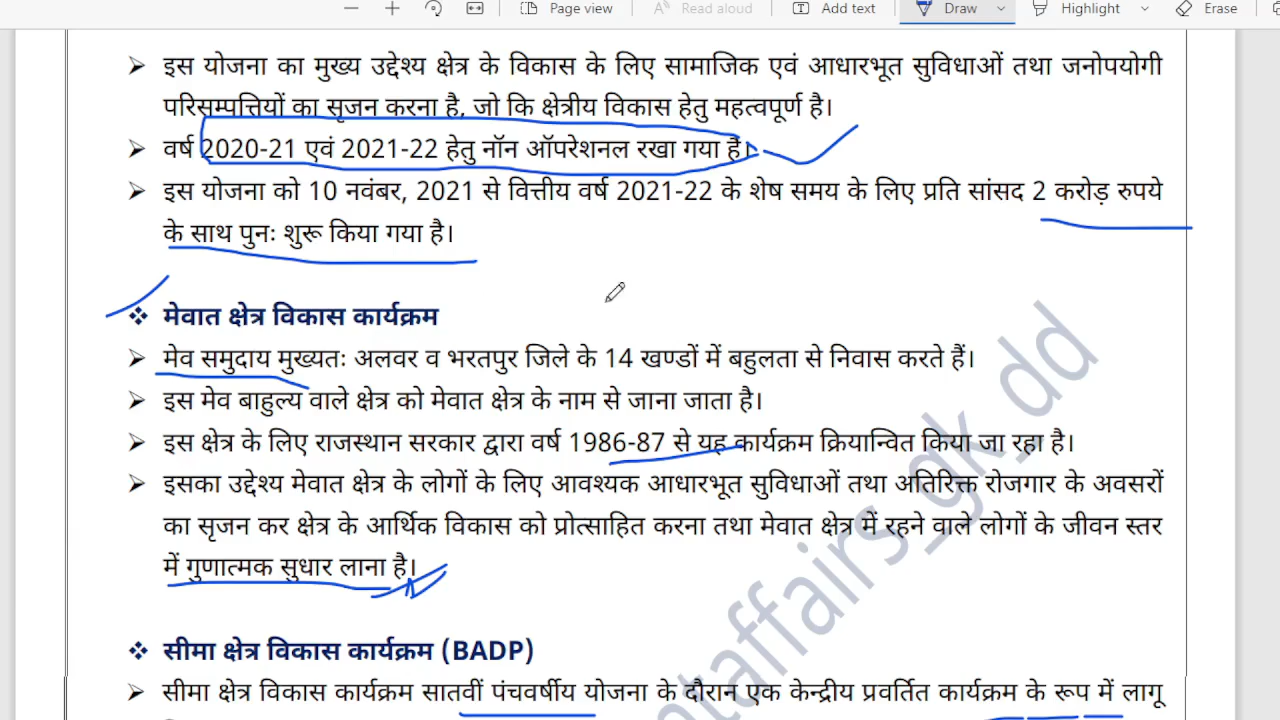 Page view Read aloud Add text Draw Highlight Erase
➢ इस योजना का मुख्य उद्देश्य क्षेत्र के विकास के लिए सामाजिक एवं आधारभूत सुविधाओं तथा जनोपयोगी
परिसम्पत्तियों का सृजन करना है, जो कि क्षेत्रीय विकास हेतु महत्वपूर्ण है।
➢ वर्ष 2020-21 एवं 2021-22 हेतु नॉन ऑपरेशनल रखा गया है।
➢ इस योजना को 10 नवंबर, 2021 से वित्तीय वर्ष 2021-22 के शेष समय के लिए प्रति सांसद 2 करोड़ रुपये
के साथ पुनः शुरू किया गया है।
❖ मेवात क्षेत्र विकास कार्यक्रम
➢ मेव समुदाय मुख्यतः अलवर व भरतपुर जिले के 14 खण्डों में बहुलता से निवास करते हैं।
➢ इस मेव बाहुल्य वाले क्षेत्र को मेवात क्षेत्र के नाम से जाना जाता है।
➢ इस क्षेत्र के लिए राजस्थान सरकार द्वारा वर्ष 1986-87 से यह कार्यक्रम क्रियान्वित किया जा रहा है।
➢ इसका उद्देश्य मेवात क्षेत्र के लोगों के लिए आवश्यक आधारभूत सुविधाओं तथा अतिरिक्त रोजगार के अवसरों
का सृजन कर क्षेत्र के आर्थिक विकास को प्रोत्साहित करना तथा मेवात क्षेत्र में रहने वाले लोगों के जीवन स्तर
में गुणात्मक सुधार लाना है।
❖ सीमा क्षेत्र विकास कार्यक्रम (BADP)
➢ सीमा क्षेत्र विकास कार्यक्रम सातवीं पंचवर्षीय योजना के दौरान एक केन्द्रीय प्रवर्तित कार्यक्रम के रूप में लागू
ntaffairs_gk_dd